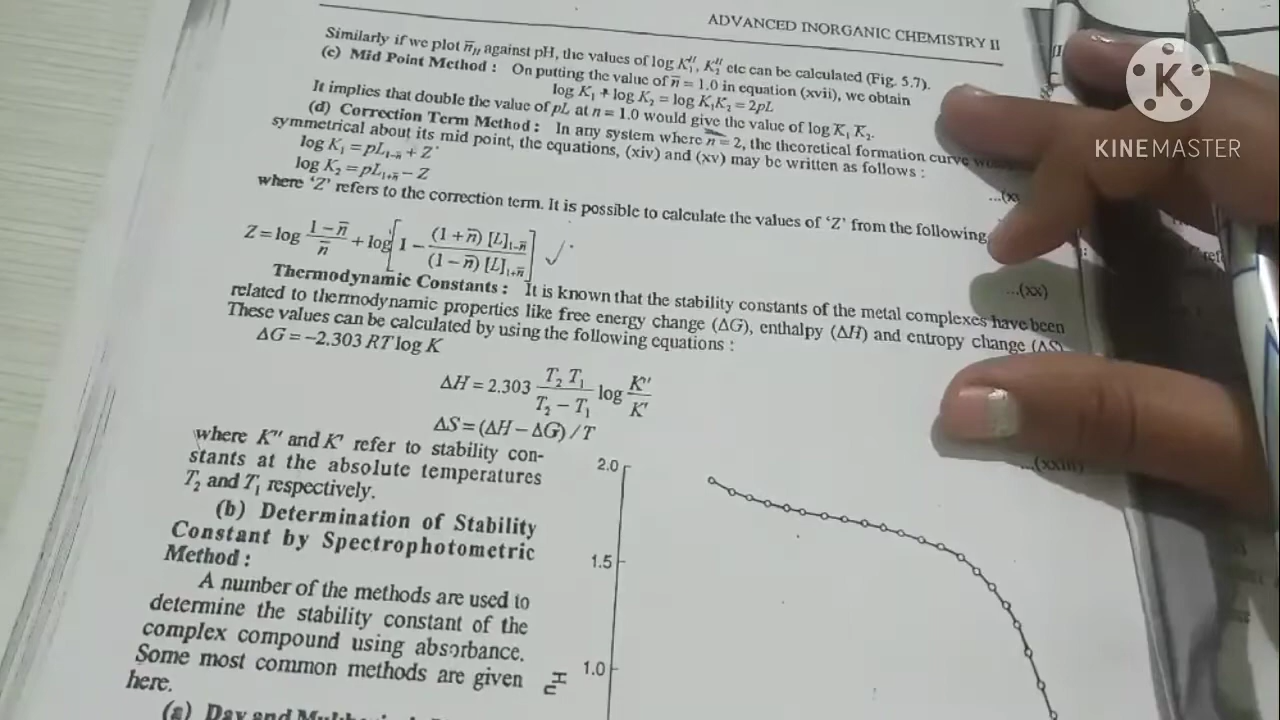 ADVANCED INORGANIC CHEMISTRY II
Similarly if we plot n̄H against pH, the values of log K₁ᴴ, K₂ᴴ etc can be calculated (Fig. 5.7).
(c) Mid Point Method : On putting the value of n̄ = 1.0 in equation (xvii), we obtain
log K₁ + log K₂ = log K₁K₂ = 2pL
It implies that double the value of pL at n = 1.0 would give the value of log K₁ K₂.
(d) Correction Term Method : In any system where n = 2, the theoretical formation curve
symmetrical about its mid point, the equations, (xiv) and (xv) may be written as follows :
log K₁ = pL₁₋n̄ + Z
log K₂ = pL₁₊n̄ − Z
where 'Z' refers to the correction term. It is possible to calculate the values of 'Z' from the following
Z = log (1 − n̄)/n̄ + log [1 − (1 + n̄) [L]₁₋n̄ / (1 − n̄) [L]₁₊n̄]
...(xx)
Thermodynamic Constants : It is known that the stability constants of the metal complexes have been
related to thermodynamic properties like free energy change (ΔG), enthalpy (ΔH) and entropy change (ΔS)
These values can be calculated by using the following equations :
ΔG = −2.303 RT log K
ΔH = 2.303 T₂ T₁ / T₂ − T₁ log K″/K′
ΔS = (ΔH − ΔG) / T
...(xxiii)
where K″ and K′ refer to stability con-
stants at the absolute temperatures
T₂ and T₁ respectively.
(b) Determination of Stability
Constant by Spectrophotometric
Method :
A number of the methods are used to
determine the stability constant of the
complex compound using absorbance.
Some most common methods are given
here.
(a) Day and
2.0
1.5
1.0
n̄H
K
KINEMASTER